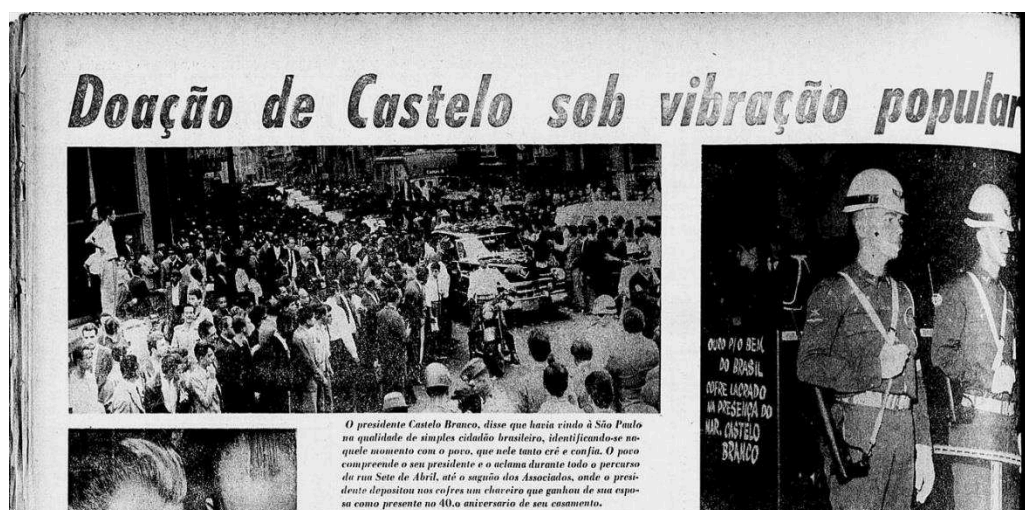 Doação de Castelo sob vibração popular
O presidente Castelo Branco, disse que havia vindo à São Paulo
na qualidade de simples cidadão brasileiro, identificando-se na-
quele momento com o povo, que nele tanto crê e confia. O povo
compreende o seu presidente e o aclama durante todo o percurso
da rua Sete de Abril, até o saguão dos Associados, onde o presi-
dente depositou nos cofres um chaveiro que ganhou de sua espo-
sa como presente no 40.o aniversario de seu casamento.
OURO P/O BEM
DO BRASIL
COFRE LACRADO
NA PRESENÇA DO
MAR. CASTELO
BRANCO